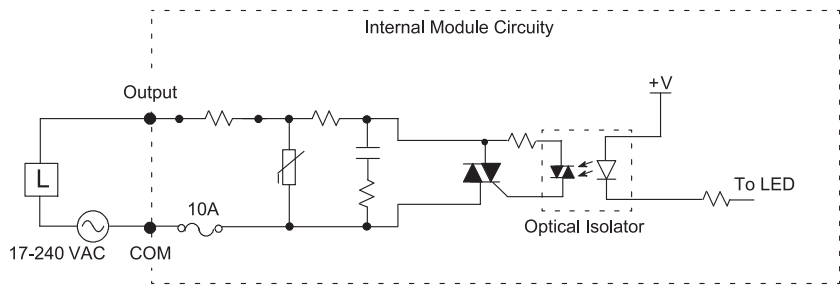 Internal Module Circuity
Output
+V
L
10A
To LED
17-240 VAC
COM
Optical Isolator